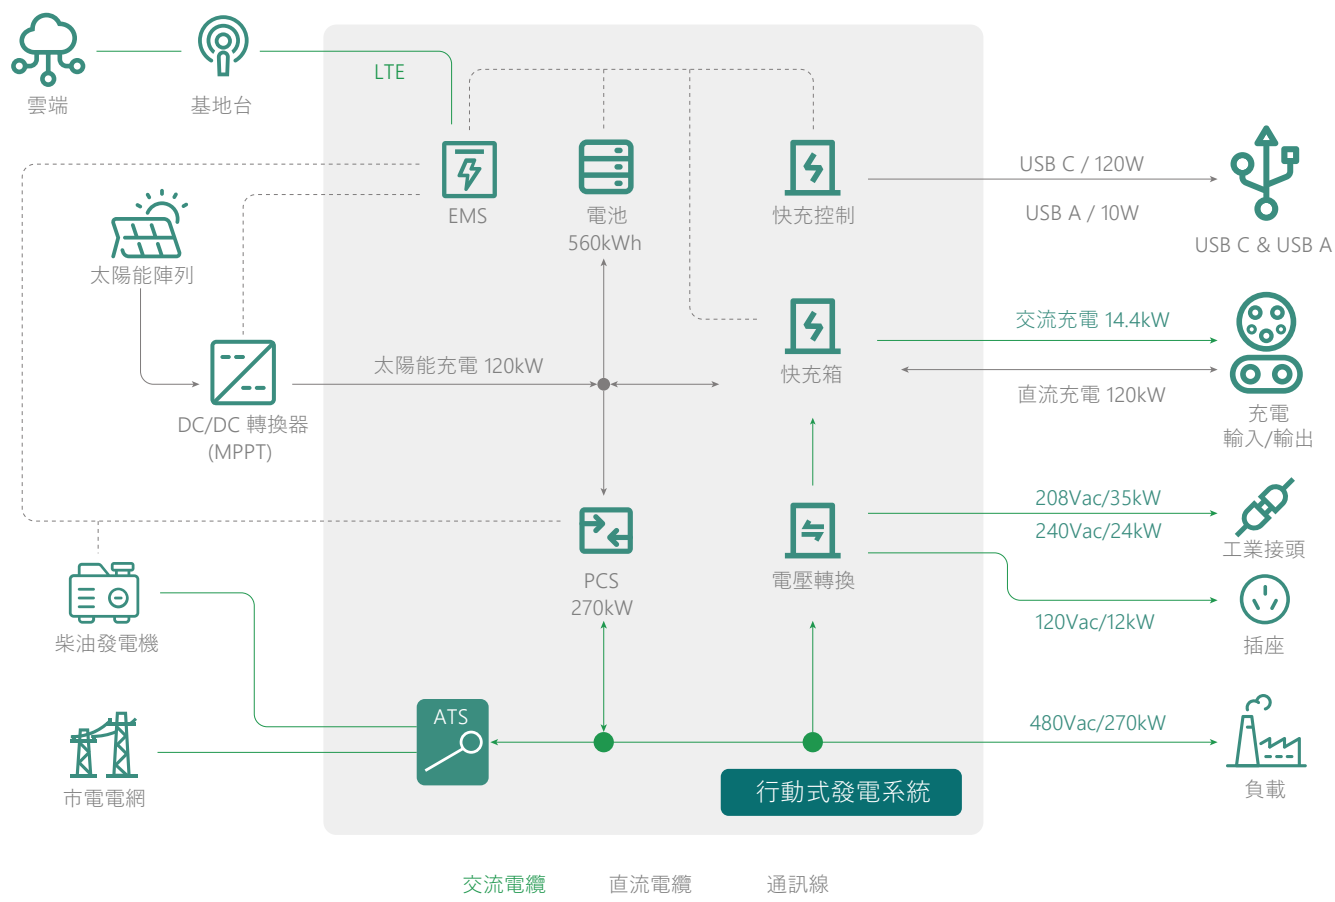 雲端
基地台
LTE
EMS
電池
560kWh
快充控制
USB C / 120W
USB A / 10W
USB C & USB A
太陽能陣列
DC/DC 轉換器
(MPPT)
太陽能充電 120kW
快充箱
交流充電 14.4kW
直流充電 120kW
充電
輸入/輸出
PCS
270kW
電壓轉換
208Vac/35kW
240Vac/24kW
工業接頭
120Vac/12kW
插座
柴油發電機
ATS
480Vac/270kW
負載
市電電網
行動式發電系統
交流電纜
直流電纜
通訊線